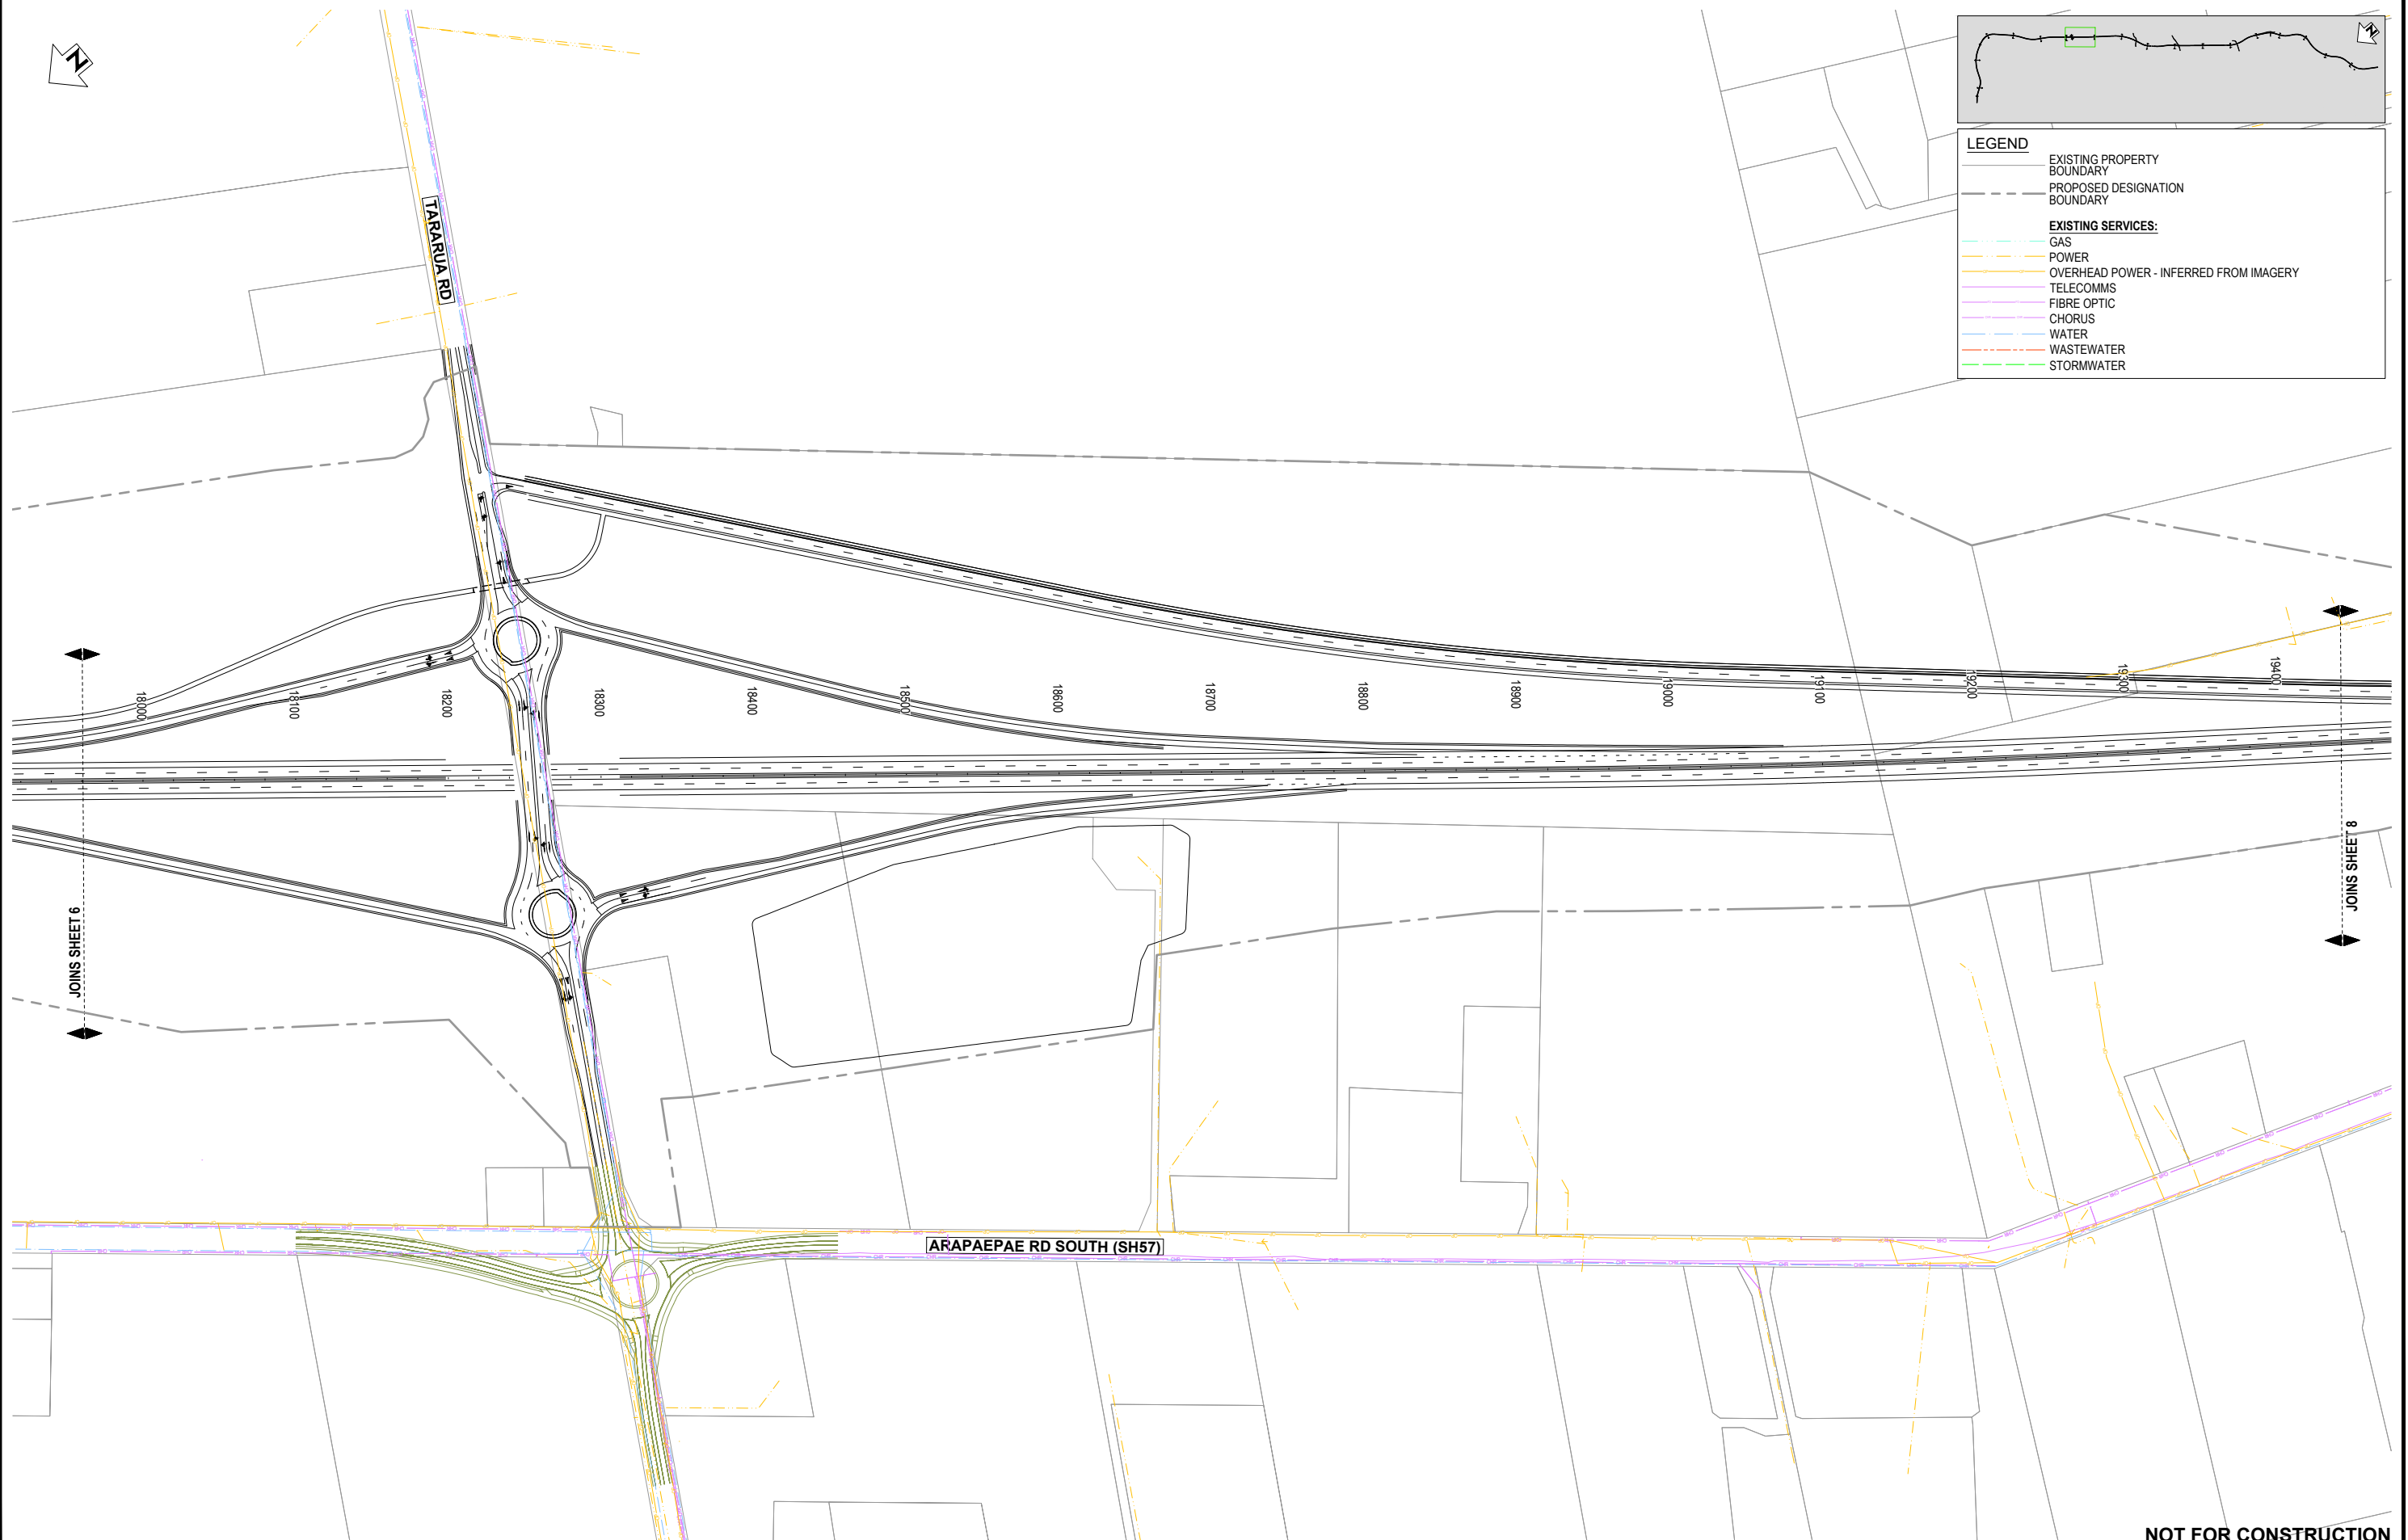 N
N
LEGEND
EXISTING PROPERTY
BOUNDARY
PROPOSED DESIGNATION
BOUNDARY
EXISTING SERVICES:
GAS
POWER
OVERHEAD POWER - INFERRED FROM IMAGERY
TELECOMMS
FIBRE OPTIC
CHORUS
WATER
WASTEWATER
STORMWATER
TARARUA RD
18000
18100
18200
18300
18400
18500
18600
18700
18800
18900
19000
19100
19200
19300
19400
JOINS SHEET 6
JOINS SHEET 8
ARAPAEPAE RD SOUTH (SH57)
NOT FOR CONSTRUCTION